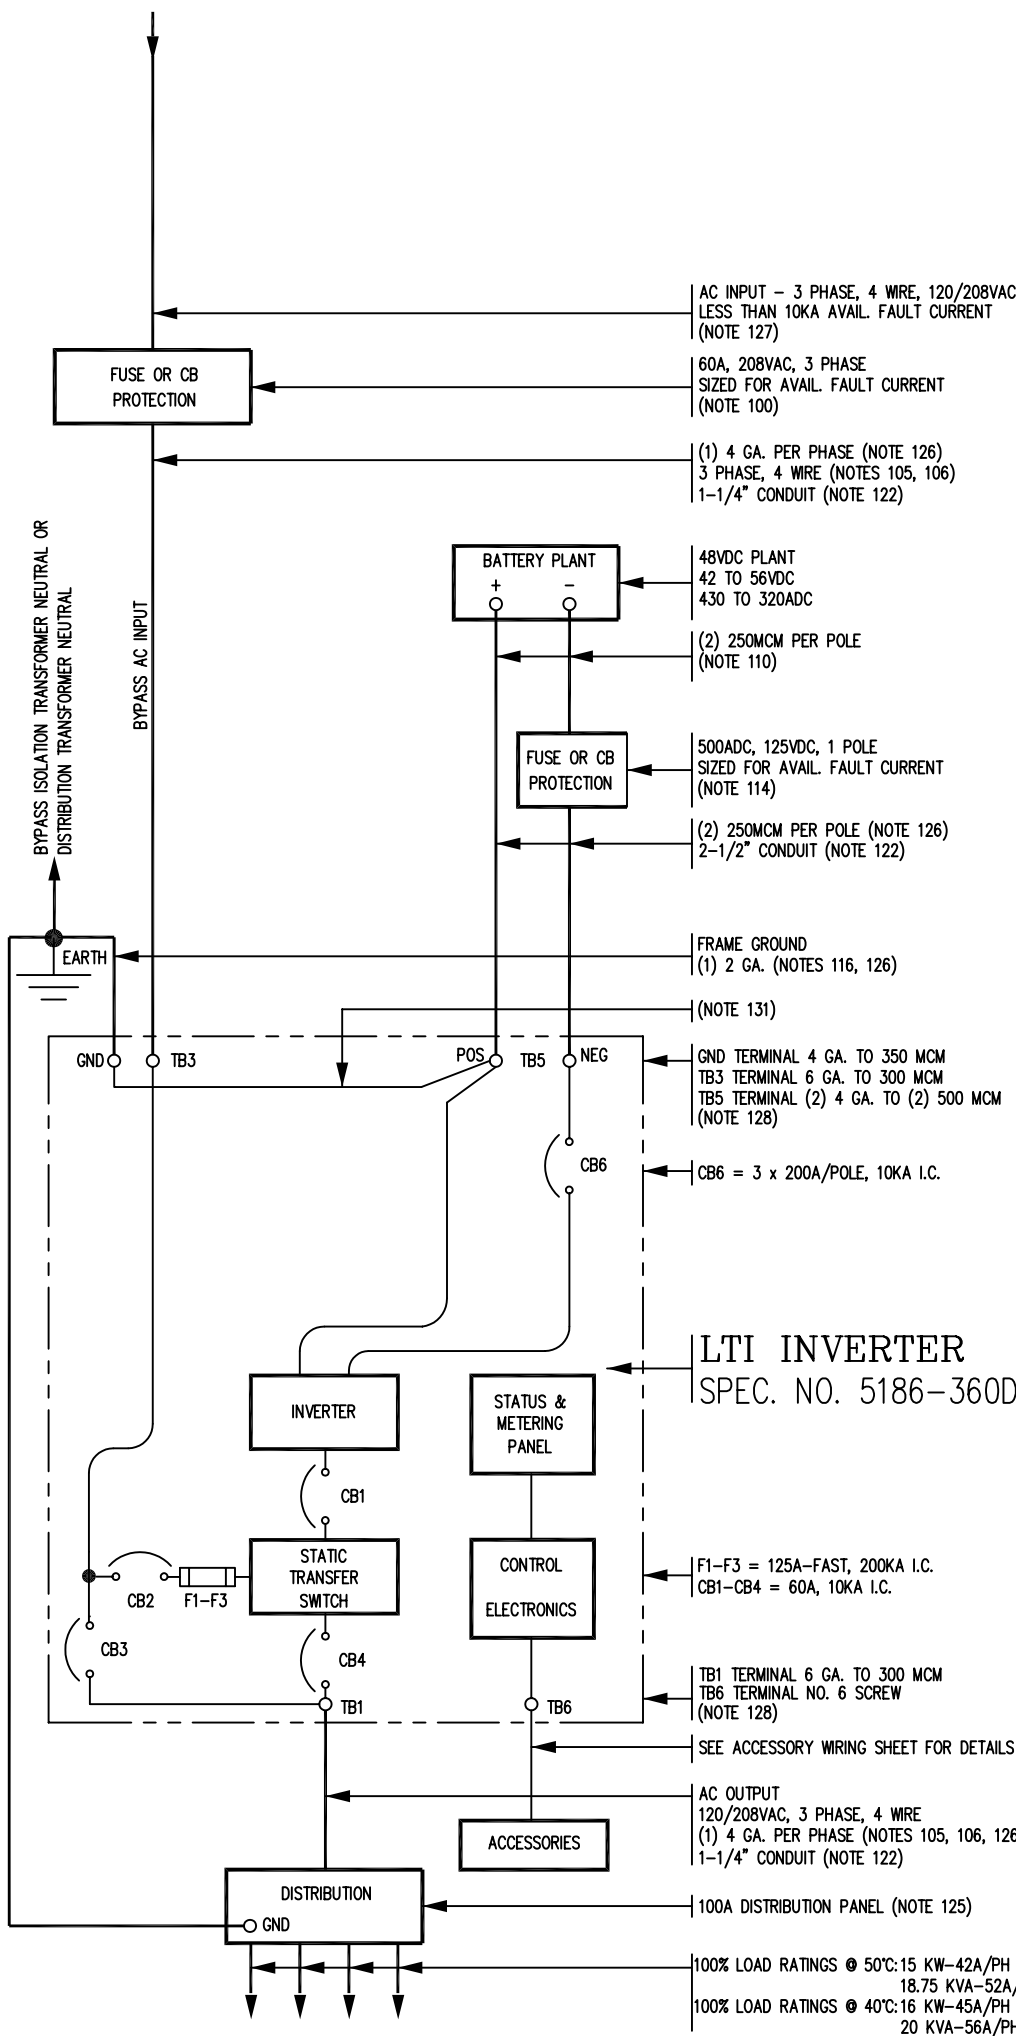 AC INPUT – 3 PHASE, 4 WIRE, 120/208VAC
LESS THAN 10KA AVAIL. FAULT CURRENT
(NOTE 127)
FUSE OR CB
PROTECTION
60A, 208VAC, 3 PHASE
SIZED FOR AVAIL. FAULT CURRENT
(NOTE 100)
(1) 4 GA. PER PHASE (NOTE 126)
3 PHASE, 4 WIRE (NOTES 105, 106)
1-1/4" CONDUIT (NOTE 122)
BYPASS ISOLATION TRANSFORMER NEUTRAL OR
DISTRIBUTION TRANSFORMER NEUTRAL
BYPASS AC INPUT
BATTERY PLANT
+ –
48VDC PLANT
42 TO 56VDC
430 TO 320ADC
(2) 250MCM PER POLE
(NOTE 110)
FUSE OR CB
PROTECTION
500ADC, 125VDC, 1 POLE
SIZED FOR AVAIL. FAULT CURRENT
(NOTE 114)
(2) 250MCM PER POLE (NOTE 126)
2-1/2" CONDUIT (NOTE 122)
EARTH
FRAME GROUND
(1) 2 GA. (NOTES 116, 126)
(NOTE 131)
GND TB3 POS TB5 NEG
GND TERMINAL 4 GA. TO 350 MCM
TB3 TERMINAL 6 GA. TO 300 MCM
TB5 TERMINAL (2) 4 GA. TO (2) 500 MCM
(NOTE 128)
CB6
CB6 = 3 x 200A/POLE, 10KA I.C.
LTI INVERTER
SPEC. NO. 5186-360D
INVERTER
STATUS &
METERING
PANEL
CB1
STATIC
TRANSFER
SWITCH
CONTROL
ELECTRONICS
CB2 F1-F3
F1-F3 = 125A-FAST, 200KA I.C.
CB1-CB4 = 60A, 10KA I.C.
CB3
CB4
TB1
TB6
TB1 TERMINAL 6 GA. TO 300 MCM
TB6 TERMINAL NO. 6 SCREW
(NOTE 128)
SEE ACCESSORY WIRING SHEET FOR DETAILS
AC OUTPUT
120/208VAC, 3 PHASE, 4 WIRE
(1) 4 GA. PER PHASE (NOTES 105, 106, 126
1-1/4" CONDUIT (NOTE 122)
ACCESSORIES
DISTRIBUTION
GND
100A DISTRIBUTION PANEL (NOTE 125)
100% LOAD RATINGS @ 50°C: 15 KW-42A/PH
18.75 KVA-52A/
100% LOAD RATINGS @ 40°C: 16 KW-45A/PH
20 KVA-56A/PH